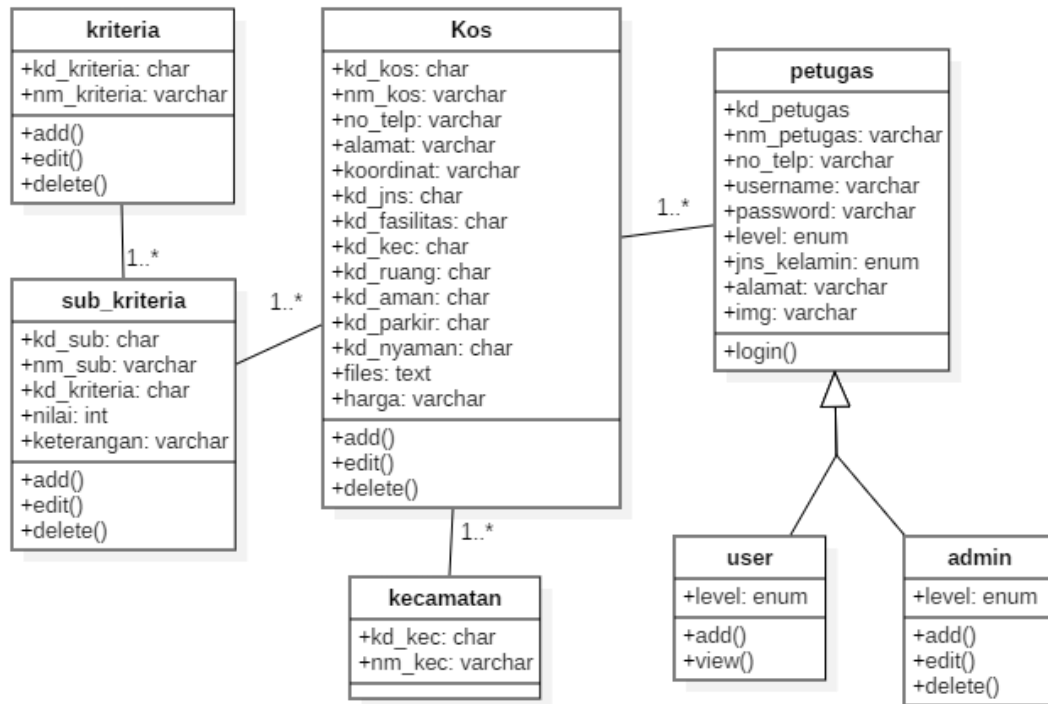 kriteria
+kd_kriteria: char
+nm_kriteria: varchar
+add()
+edit()
+delete()
1..*
sub_kriteria
+kd_sub: char
+nm_sub: varchar
+kd_kriteria: char
+nilai: int
+keterangan: varchar
+add()
+edit()
+delete()
1..*
Kos
+kd_kos: char
+nm_kos: varchar
+no_telp: varchar
+alamat: varchar
+koordinat: varchar
+kd_jns: char
+kd_fasilitas: char
+kd_kec: char
+kd_ruang: char
+kd_aman: char
+kd_parkir: char
+kd_nyaman: char
+files: text
+harga: varchar
+add()
+edit()
+delete()
1..*
kecamatan
+kd_kec: char
+nm_kec: varchar
1..*
petugas
+kd_petugas
+nm_petugas: varchar
+no_telp: varchar
+username: varchar
+password: varchar
+level: enum
+jns_kelamin: enum
+alamat: varchar
+img: varchar
+login()
user
+level: enum
+add()
+view()
admin
+level: enum
+add()
+edit()
+delete()